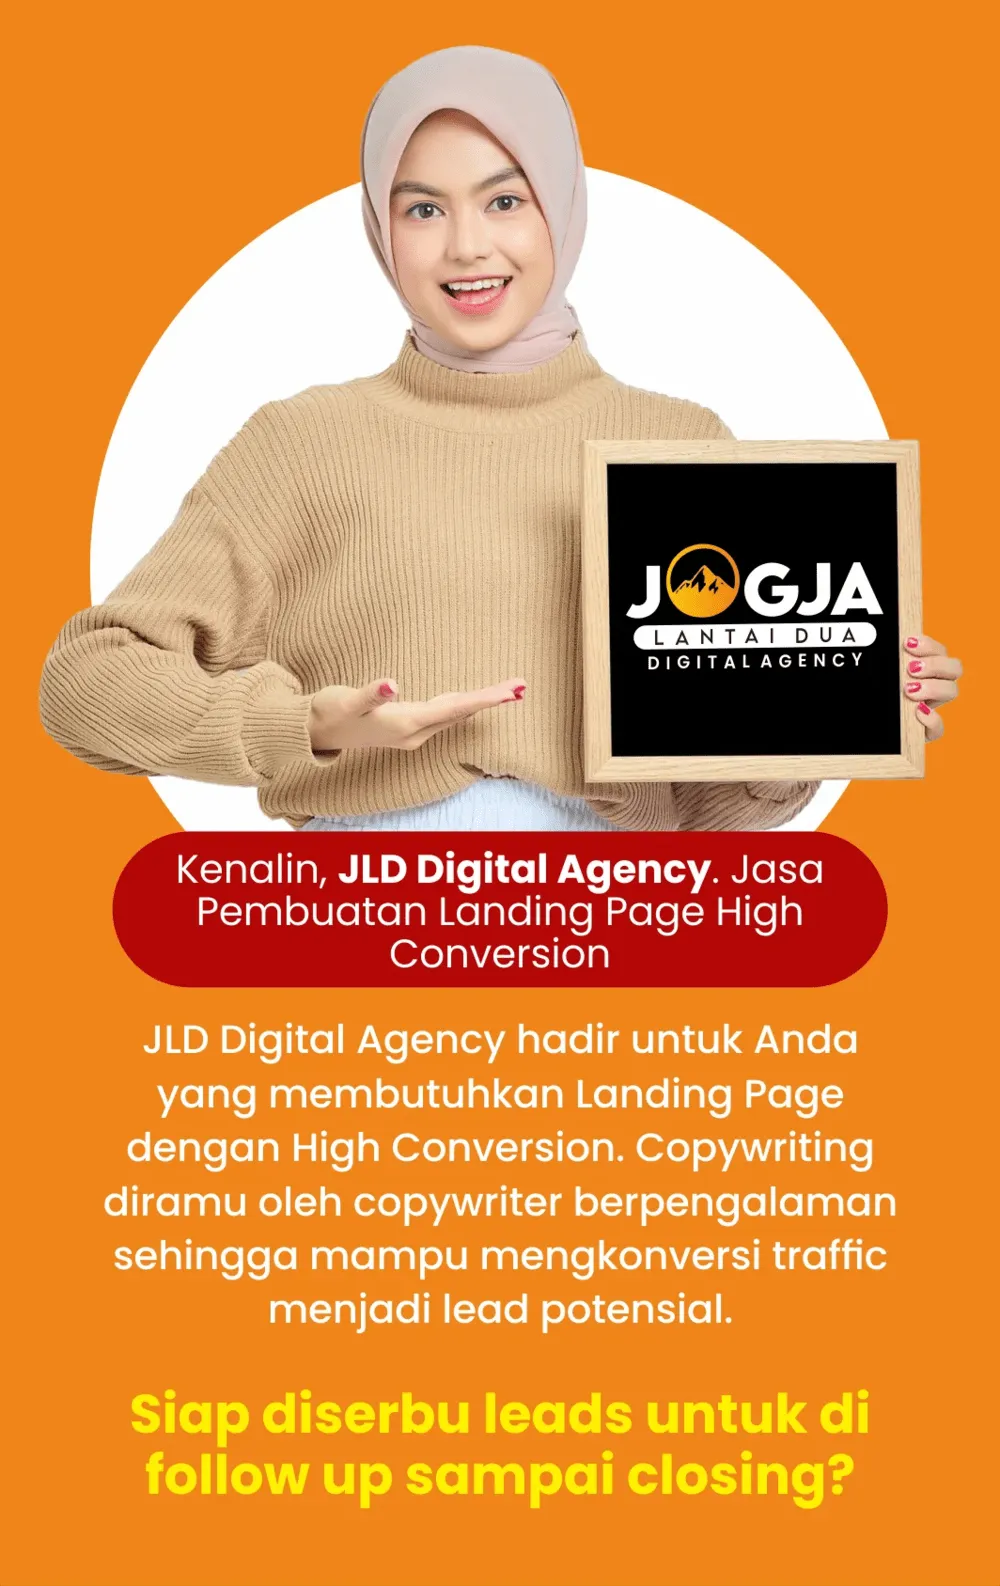 JOGJA
LANTAI DUA
DIGITAL AGENCY
Kenalin, JLD Digital Agency. Jasa
Pembuatan Landing Page High
Conversion
JLD Digital Agency hadir untuk Anda
yang membutuhkan Landing Page
dengan High Conversion. Copywriting
diramu oleh copywriter berpengalaman
sehingga mampu mengkonversi traffic
menjadi lead potensial.
Siap diserbu leads untuk di
follow up sampai closing?